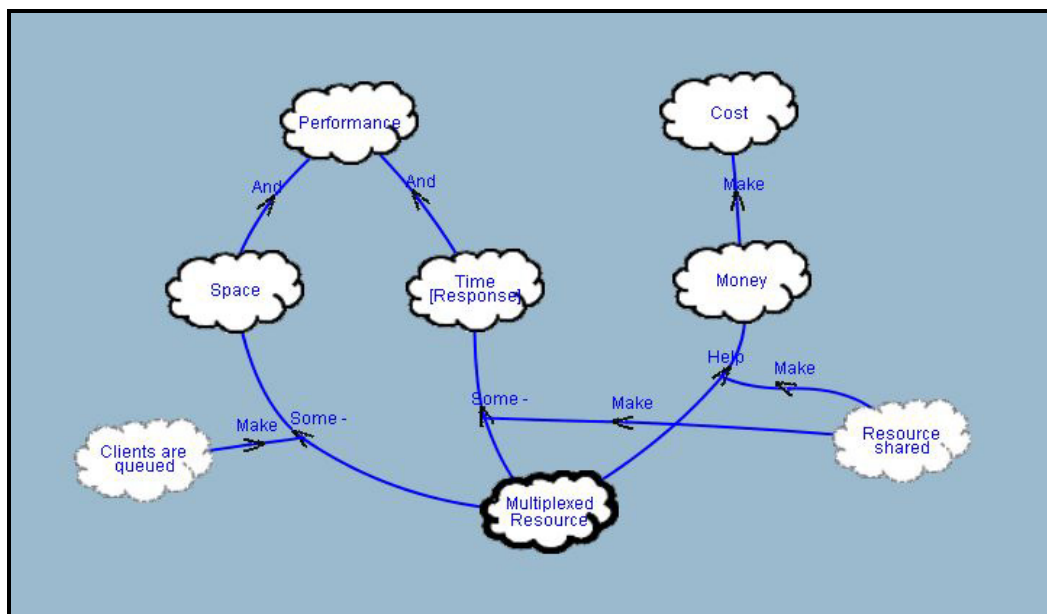 Performance
Cost
And
And
Make
Space
Time
[Response]
Money
Help
Make
Some -
Some -
Make
Make
Clients are
queued
Resource
shared
Multiplexed
Resource